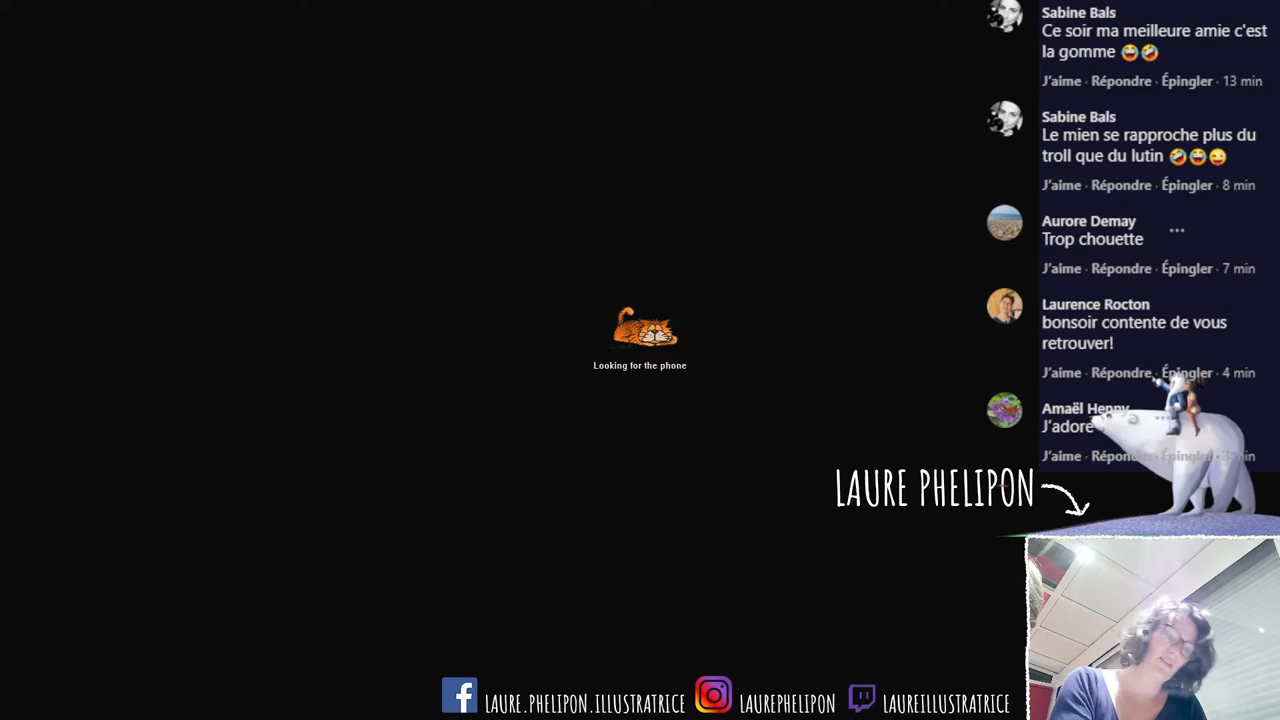 Sabine Bals
Ce soir ma meilleure amie c'est
la gomme 😂🤣
J'aime · Répondre · Épingler · 13 min
Sabine Bals
Le mien se rapproche plus du
troll que du lutin 🤣😂😜
J'aime · Répondre · Épingler · 8 min
Aurore Demay
Trop chouette
J'aime · Répondre · Épingler · 7 min
Laurence Rocton
bonsoir contente de vous
retrouver!
J'aime · Répondre · Épingler · 4 min
Amaël Henny
J'adore
J'aime · Répondre · Épingler · min
Looking for the phone
LAURE PHELIPON
LAURE.PHELIPON.ILLUSTRATRICE LAUREPHELIPON LAUREILLUSTRATRICE